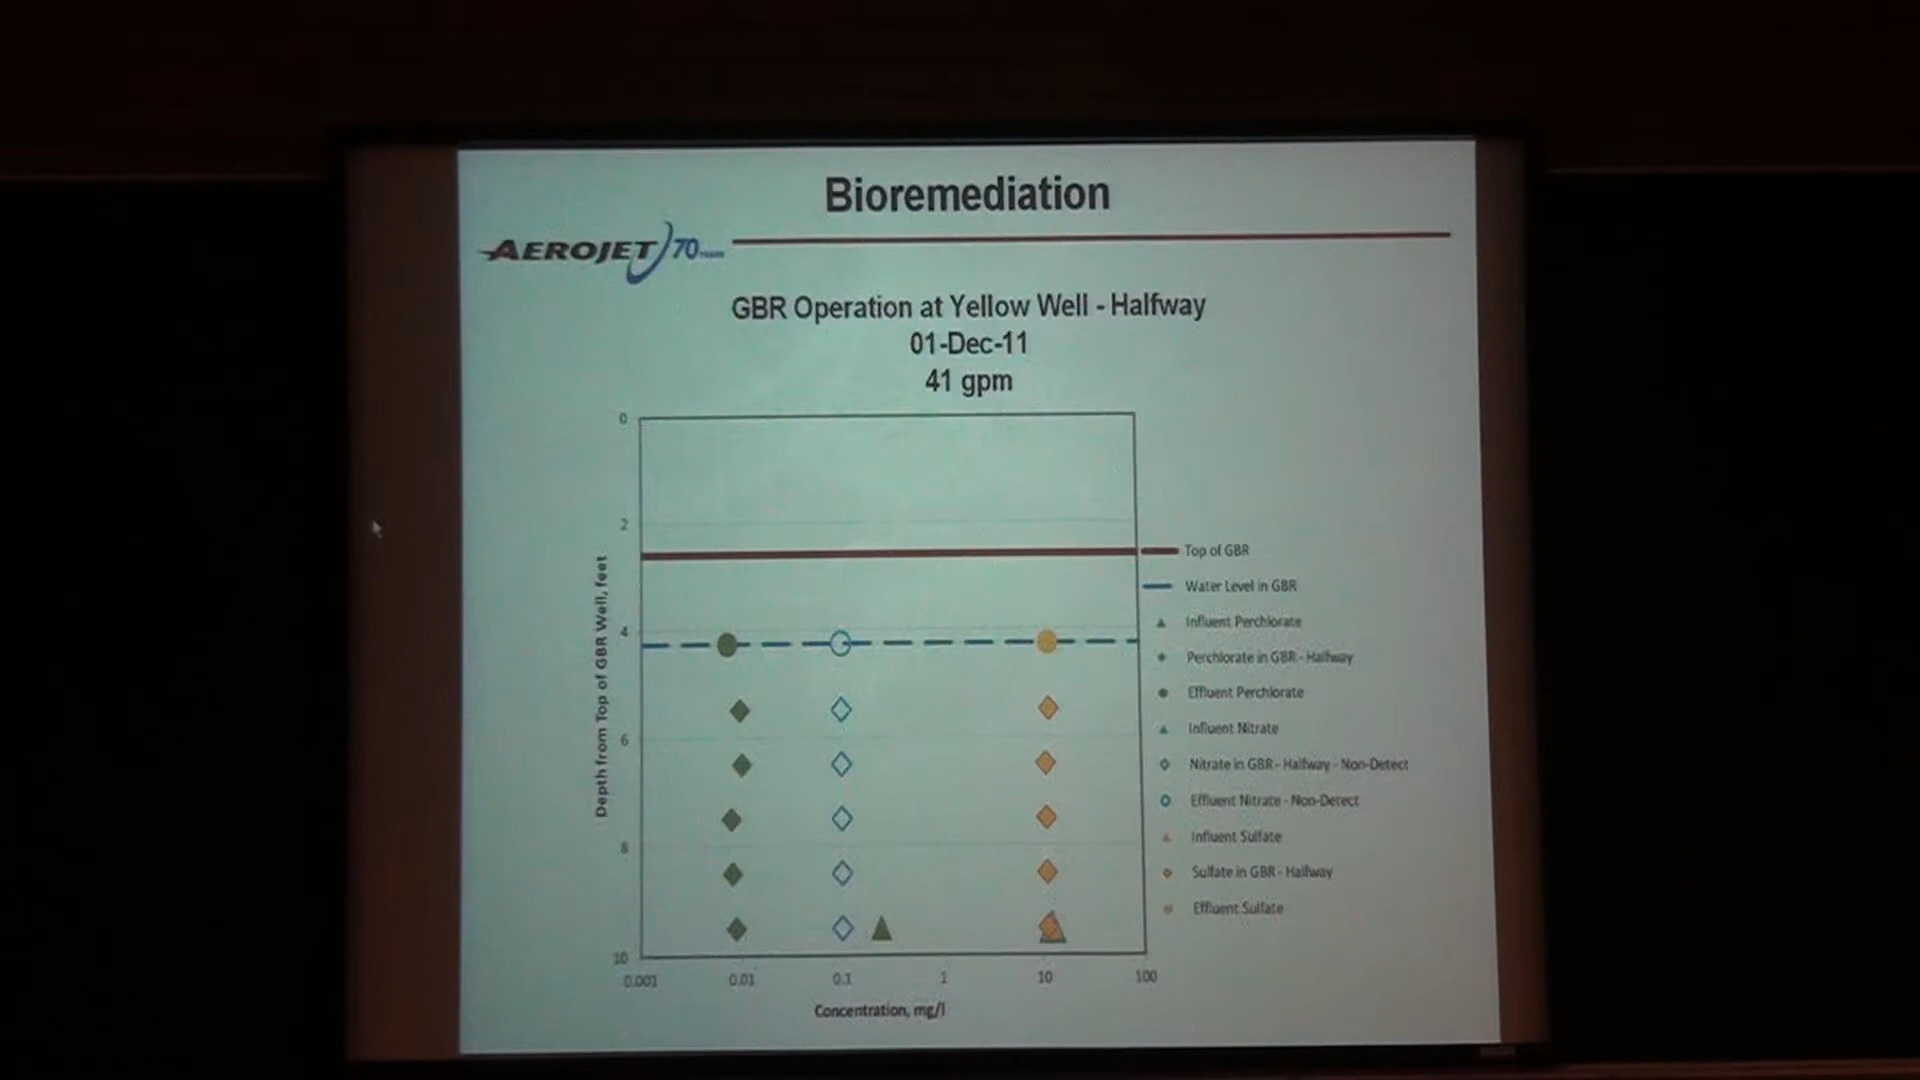 Bioremediation
AEROJET 70
GBR Operation at Yellow Well - Halfway
01-Dec-11
41 gpm
0
2
4
6
8
10
Depth from Top of GBR Well, feet
0.001 0.01 0.1 1 10 100
Concentration, mg/l
Top of GBR
Water Level in GBR
Influent Perchlorate
Perchlorate in GBR - Halfway
Effluent Perchlorate
Influent Nitrate
Nitrate in GBR - Halfway - Non-Detect
Effluent Nitrate - Non-Detect
Influent Sulfate
Sulfate in GBR - Halfway
Effluent Sulfate